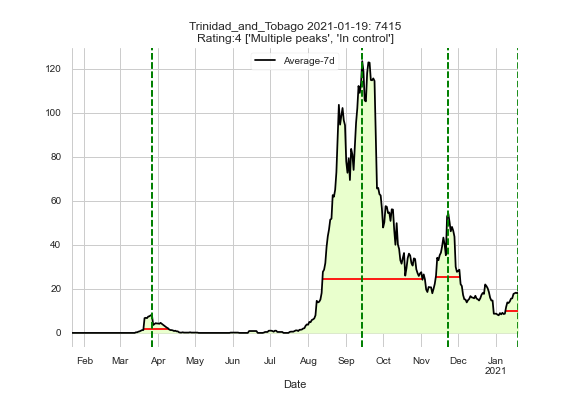 Trinidad_and_Tobago 2021-01-19: 7415
Rating:4 ['Multiple peaks', 'In control']
Average-7d
120
100
80
60
40
20
0
Feb Mar Apr May Jun Jul Aug Sep Oct Nov Dec Jan
2021
Date